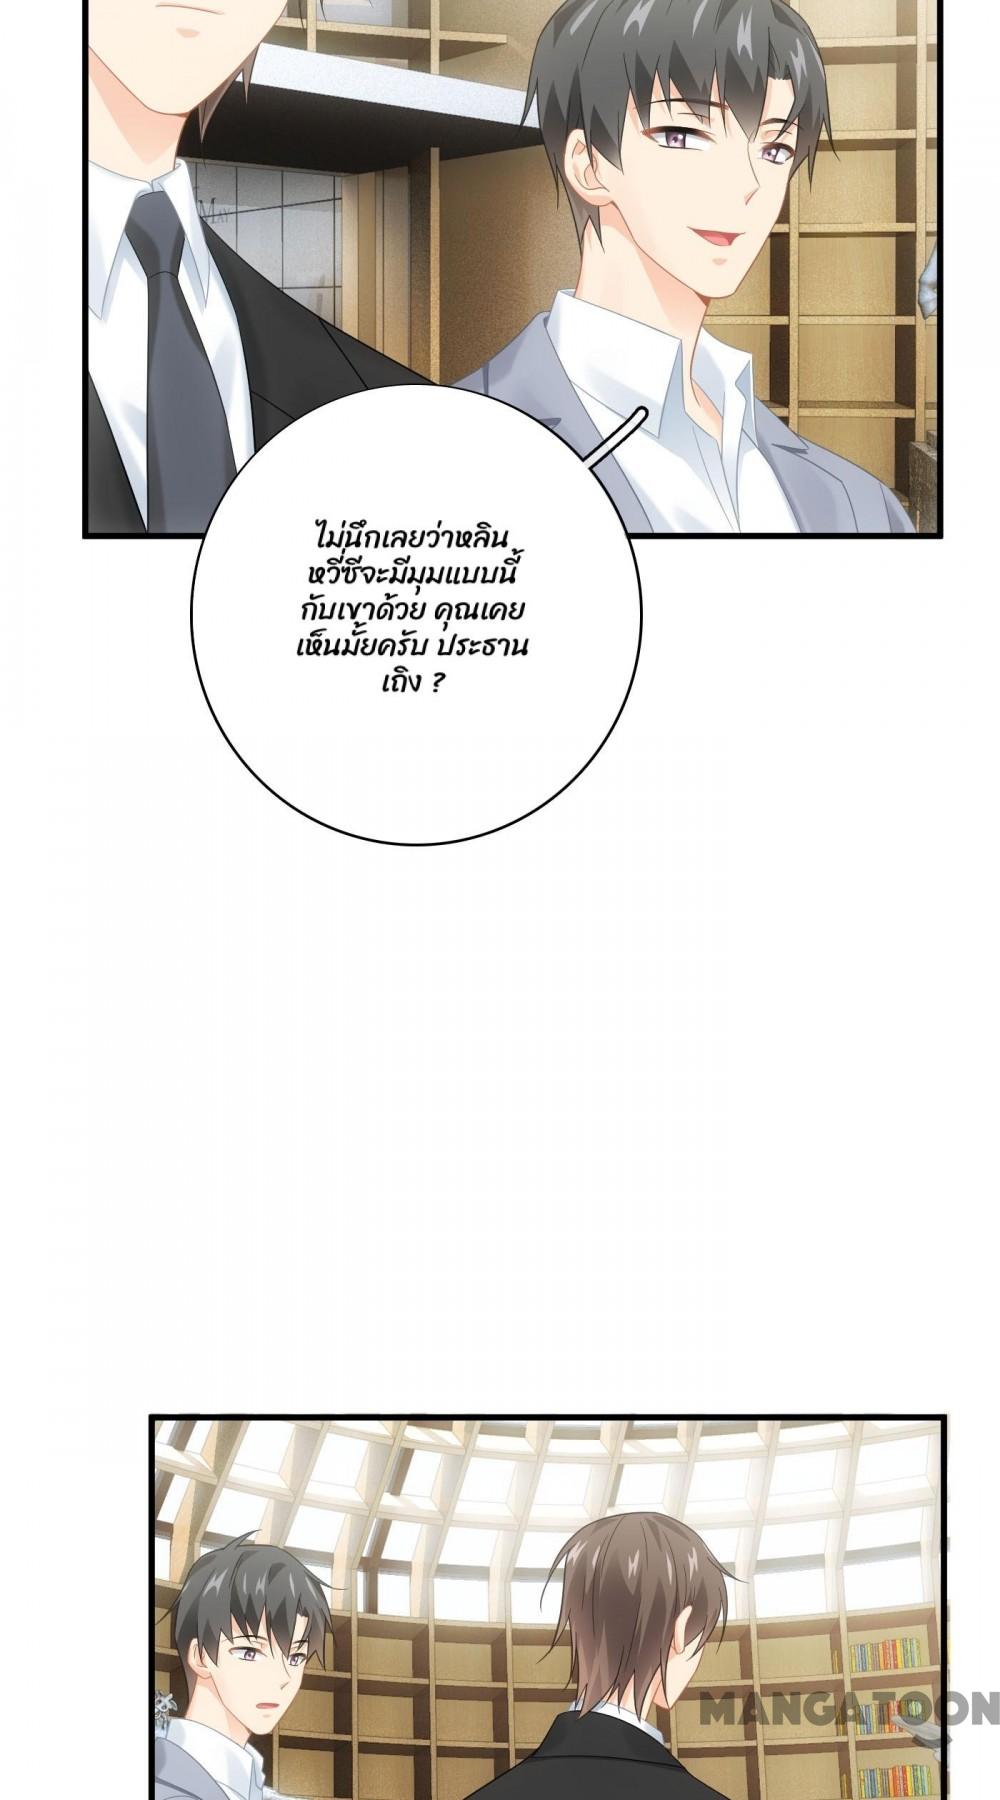 MAY
ไม่นึกเลยว่าหลิน
หวี่ซีจะมีมุมแบบนี้
กับเขาด้วย คุณเคย
เห็นมั้ยครับ ประธาน
เถิง ?
MANGATOON